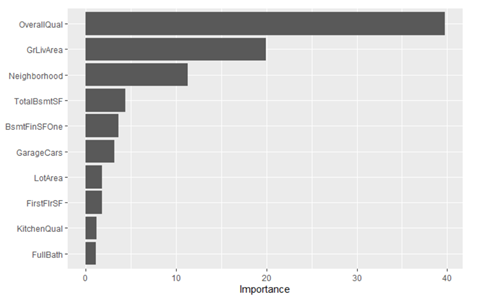 OverallQual
GrLivArea
Neighborhood
TotalBsmtSF
BsmtFinSFOne
GarageCars
LotArea
FirstFlrSF
KitchenQual
FullBath
0 10 20 30 40
Importance